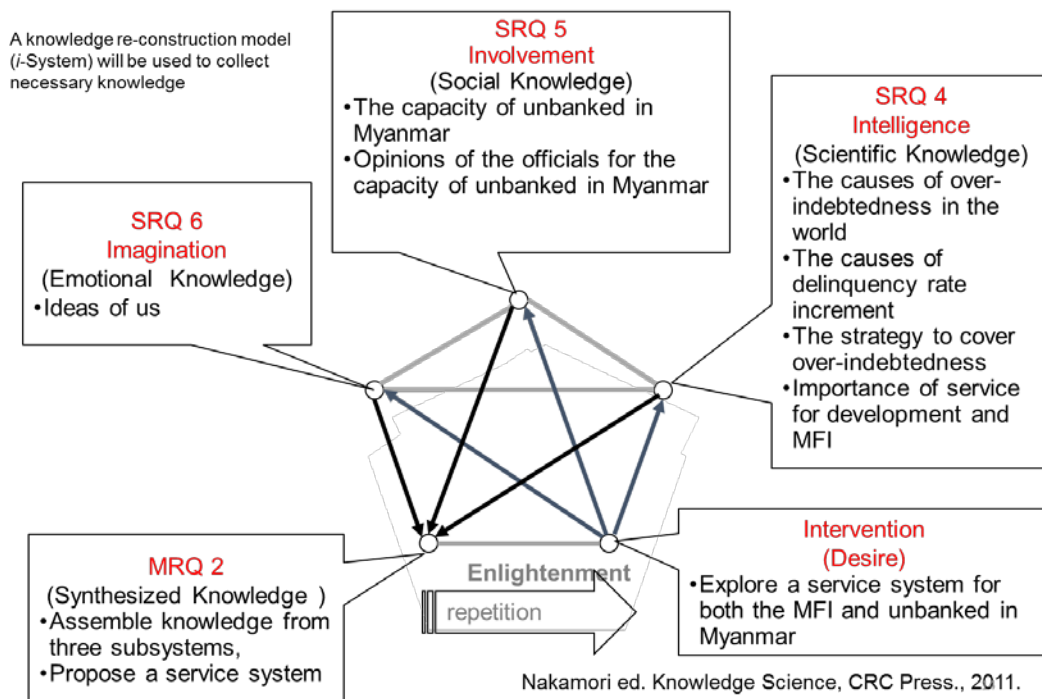 A knowledge re-construction model
(i-System) will be used to collect
necessary knowledge
SRQ 5
Involvement
(Social Knowledge)
•The capacity of unbanked in
Myanmar
•Opinions of the officials for the
capacity of unbanked in Myanmar
SRQ 4
Intelligence
(Scientific Knowledge)
•The causes of over-
indebtedness in the
world
•The causes of
delinquency rate
increment
•The strategy to cover
over-indebtedness
•Importance of service
for development and
MFI
SRQ 6
Imagination
(Emotional Knowledge)
•Ideas of us
MRQ 2
(Synthesized Knowledge )
•Assemble knowledge from
three subsystems,
•Propose a service system
Enlightenment
repetition
Intervention
(Desire)
•Explore a service system for
both the MFI and unbanked in
Myanmar
Nakamori ed. Knowledge Science, CRC Press., 2011.